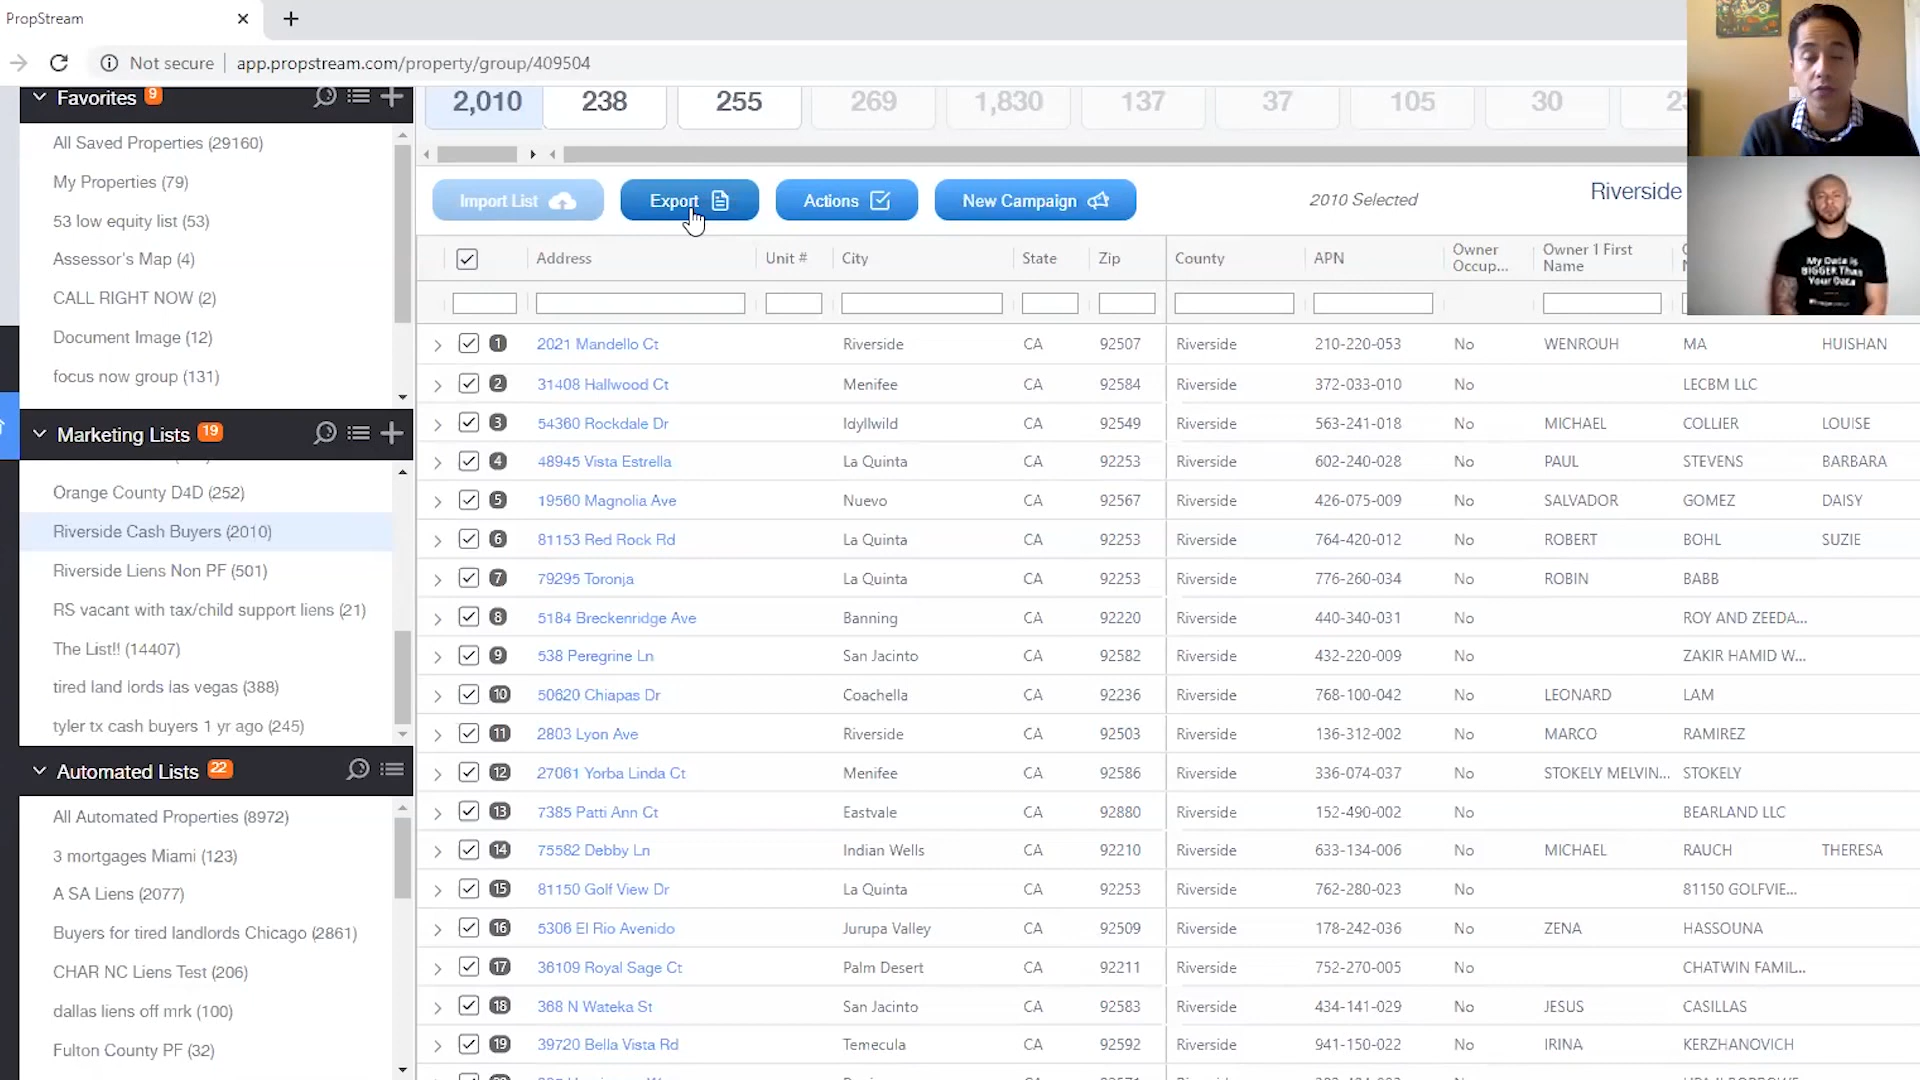 PropStream
Not secure
app.propstream.com/property/group/409504
Favorites 9
All Saved Properties (29160)
My Properties (79)
53 low equity list (53)
Assessor's Map (4)
CALL RIGHT NOW (2)
Document Image (12)
focus now group (131)
Marketing Lists 19
Orange County D4D (252)
Riverside Cash Buyers (2010)
Riverside Liens Non PF (501)
RS vacant with tax/child support liens (21)
The List!! (14407)
tired land lords las vegas (388)
tyler tx cash buyers 1 yr ago (245)
Automated Lists 22
All Automated Properties (8972)
3 mortgages Miami (123)
A SA Liens (2077)
Buyers for tired landlords Chicago (2861)
CHAR NC Liens Test (206)
dallas liens off mrk (100)
Fulton County PF (32)
2,010 238 255 269 1,830 137 37 105 30
Import List Export Actions New Campaign 2010 Selected Riverside
Address Unit # City State Zip County APN Owner Occup... Owner 1 First Name
1 2021 Mandello Ct Riverside CA 92507 Riverside 210-220-053 No WENROUH MA HUISHAN
2 31408 Hallwood Ct Menifee CA 92584 Riverside 372-033-010 No LECBM LLC
3 54360 Rockdale Dr Idyllwild CA 92549 Riverside 563-241-018 No MICHAEL COLLIER LOUISE
4 48945 Vista Estrella La Quinta CA 92253 Riverside 602-240-028 No PAUL STEVENS BARBARA
5 19560 Magnolia Ave Nuevo CA 92567 Riverside 426-075-009 No SALVADOR GOMEZ DAISY
6 81153 Red Rock Rd La Quinta CA 92253 Riverside 764-420-012 No ROBERT BOHL SUZIE
7 79295 Toronja La Quinta CA 92253 Riverside 776-260-034 No ROBIN BABB
8 5184 Breckenridge Ave Banning CA 92220 Riverside 440-340-031 No ROY AND ZEEDA...
9 538 Peregrine Ln San Jacinto CA 92582 Riverside 432-220-009 No ZAKIR HAMID W...
10 50620 Chiapas Dr Coachella CA 92236 Riverside 768-100-042 No LEONARD LAM
11 2803 Lyon Ave Riverside CA 92503 Riverside 136-312-002 No MARCO RAMIREZ
12 27061 Yorba Linda Ct Menifee CA 92586 Riverside 336-074-037 No STOKELY MELVIN... STOKELY
13 7385 Patti Ann Ct Eastvale CA 92880 Riverside 152-490-002 No BEARLAND LLC
14 75582 Debby Ln Indian Wells CA 92210 Riverside 633-134-006 No MICHAEL RAUCH THERESA
15 81150 Golf View Dr La Quinta CA 92253 Riverside 762-280-023 No 81150 GOLFVIE...
16 5306 El Rio Avenido Jurupa Valley CA 92509 Riverside 178-242-036 No ZENA HASSOUNA
17 36109 Royal Sage Ct Palm Desert CA 92211 Riverside 752-270-005 No CHATWIN FAMIL...
18 368 N Wateka St San Jacinto CA 92583 Riverside 434-141-029 No JESUS CASILLAS
19 39720 Bella Vista Rd Temecula CA 92592 Riverside 941-150-022 No IRINA KERZHANOVICH
My Data is
BIGGER Than
Your Data